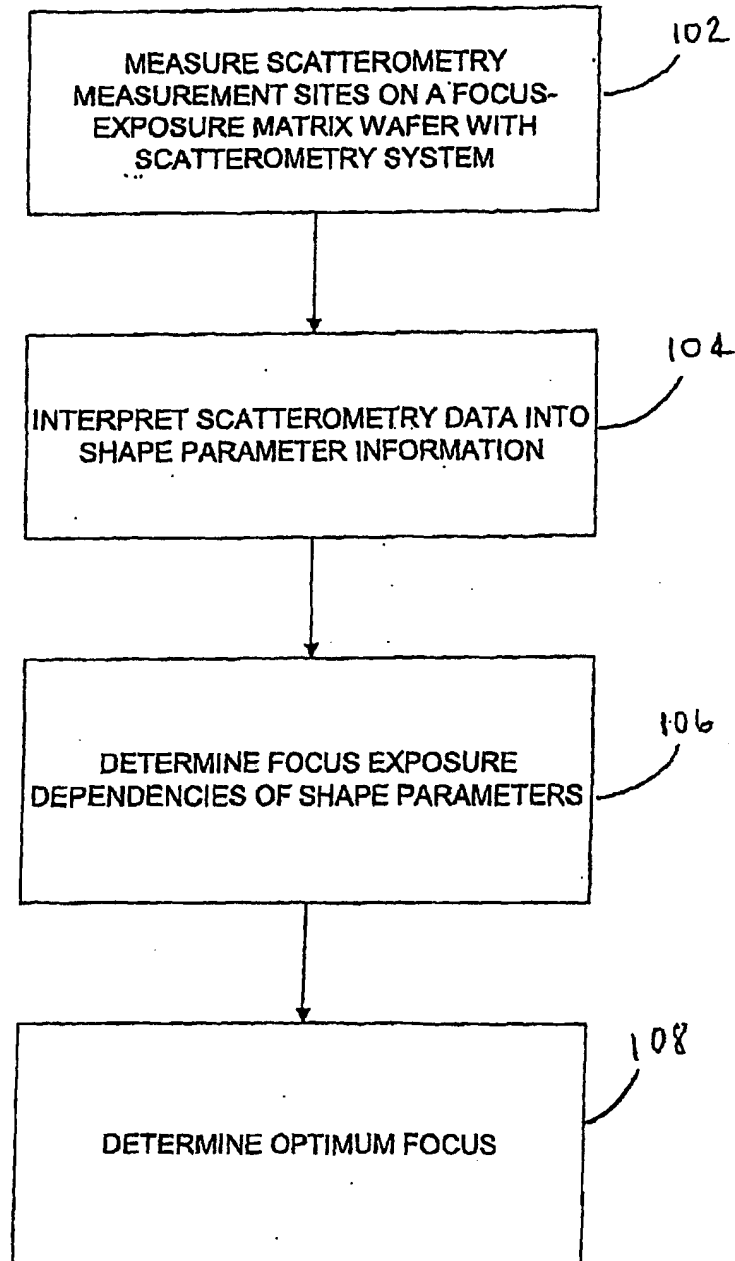 MEASURE SCATTEROMETRY
MEASUREMENT SITES ON A FOCUS-
EXPOSURE MATRIX WAFER WITH
SCATTEROMETRY SYSTEM
102
INTERPRET SCATTEROMETRY DATA INTO
SHAPE PARAMETER INFORMATION
104
DETERMINE FOCUS EXPOSURE
DEPENDENCIES OF SHAPE PARAMETERS
106
DETERMINE OPTIMUM FOCUS
108